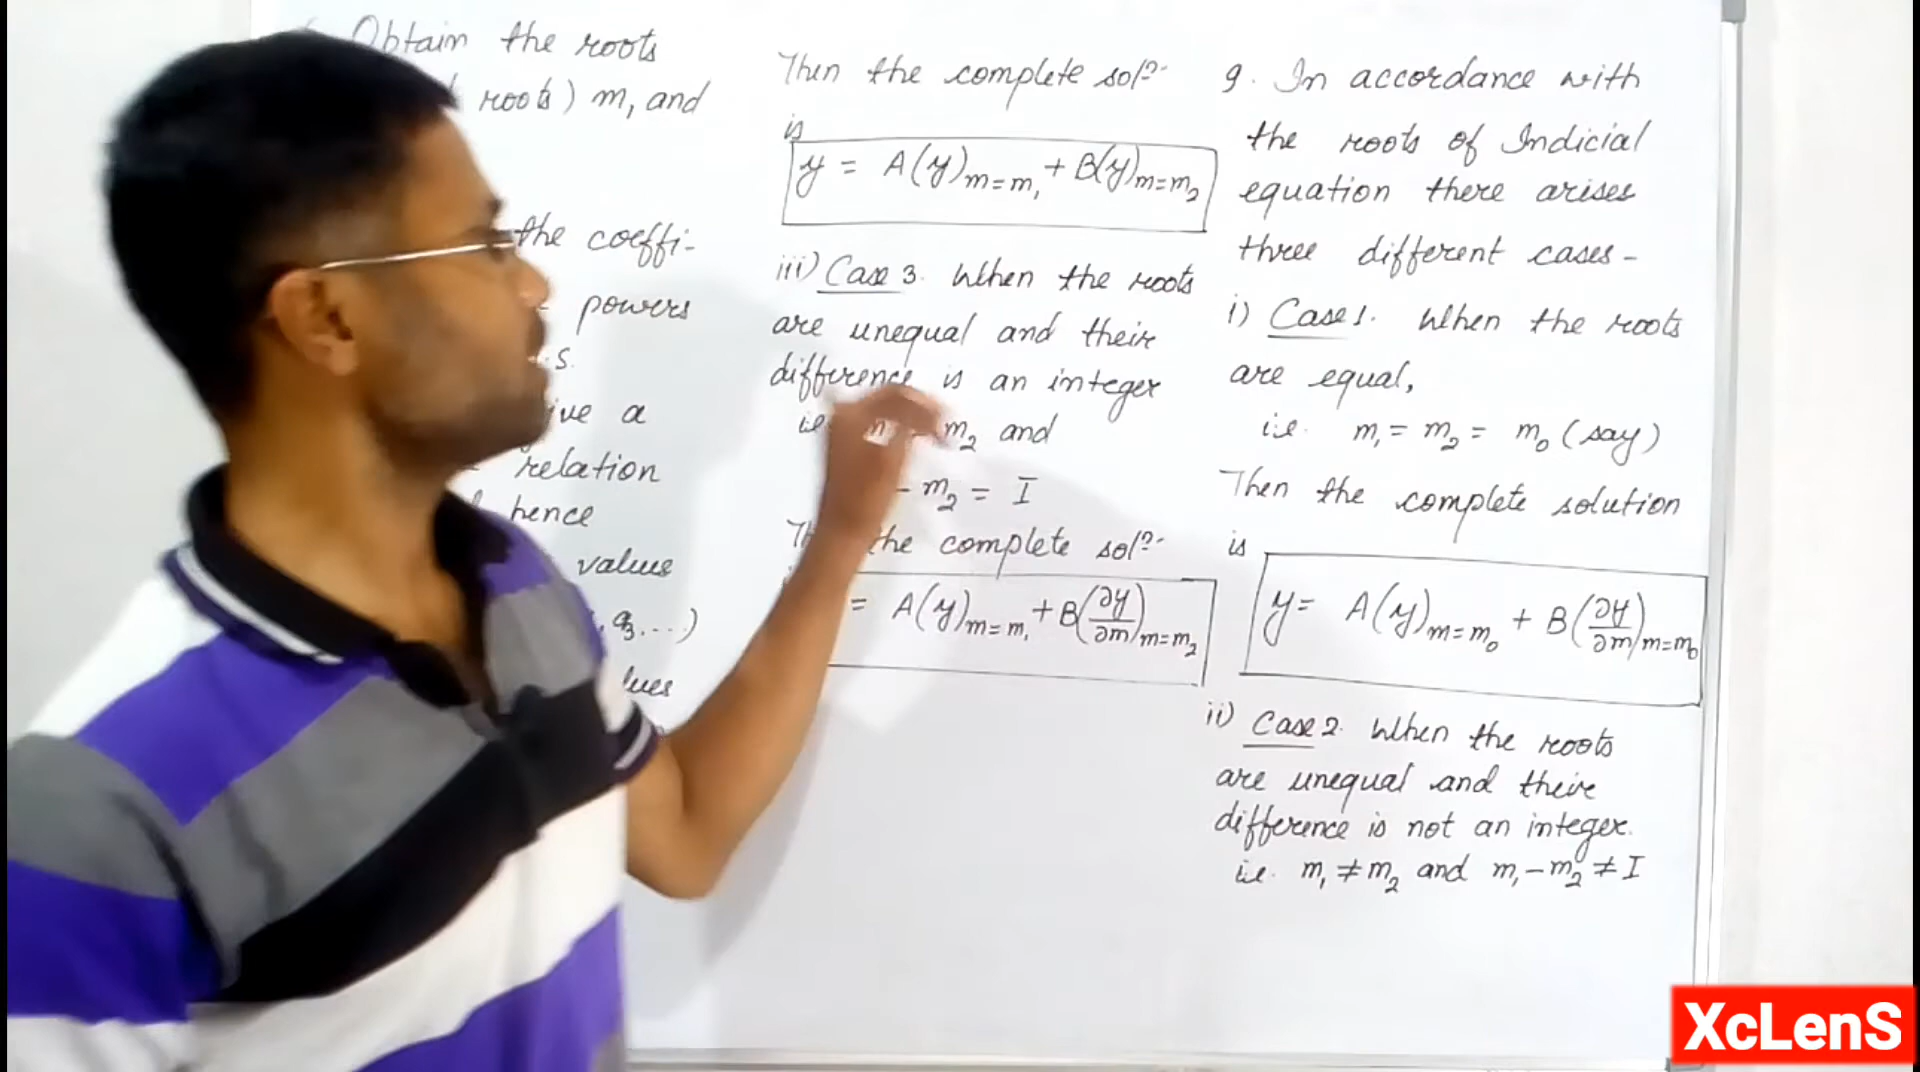 Obtain the roots
roots) m₁ and
the coeffi-
powers
s.
ive a
relation
hence
values
a₃....)
lues
Then the complete solⁿ.
is
y = A(y)ₘ₌ₘ₁ + B(y)ₘ₌ₘ₂
iii) Case 3. When the roots
are unequal and their
difference is an integer
i.e. m₂ and
- m₂ = I
the complete solⁿ.
= A(y)ₘ₌ₘ₁ + B(∂y/∂m)ₘ₌ₘ₂
9. In accordance with
the roots of Indicial
equation there arises
three different cases-
i) Case 1. When the roots
are equal,
i.e. m₁ = m₂ = m₀ (say)
Then the complete solution
is
y = A(y)ₘ₌ₘ₀ + B(∂y/∂m)ₘ₌ₘ₀
ii) Case 2. When the roots
are unequal and their
difference is not an integer.
i.e. m₁ ≠ m₂ and m₁ - m₂ ≠ I
XcLenS